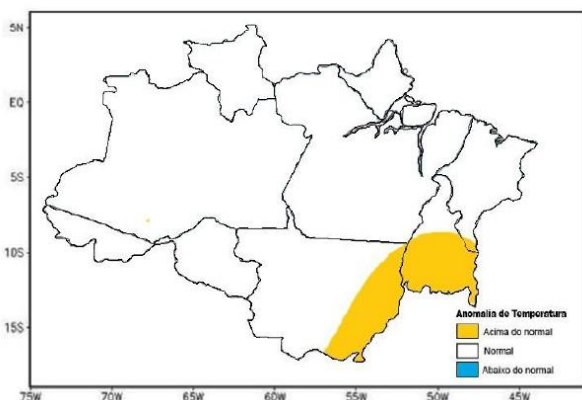 5N
EQ
5S
10S
15S
75W 70W 65W 60W 55W 50W 45W
Anomalia de Temperatura
Acima do normal
Normal
Abaixo do normal